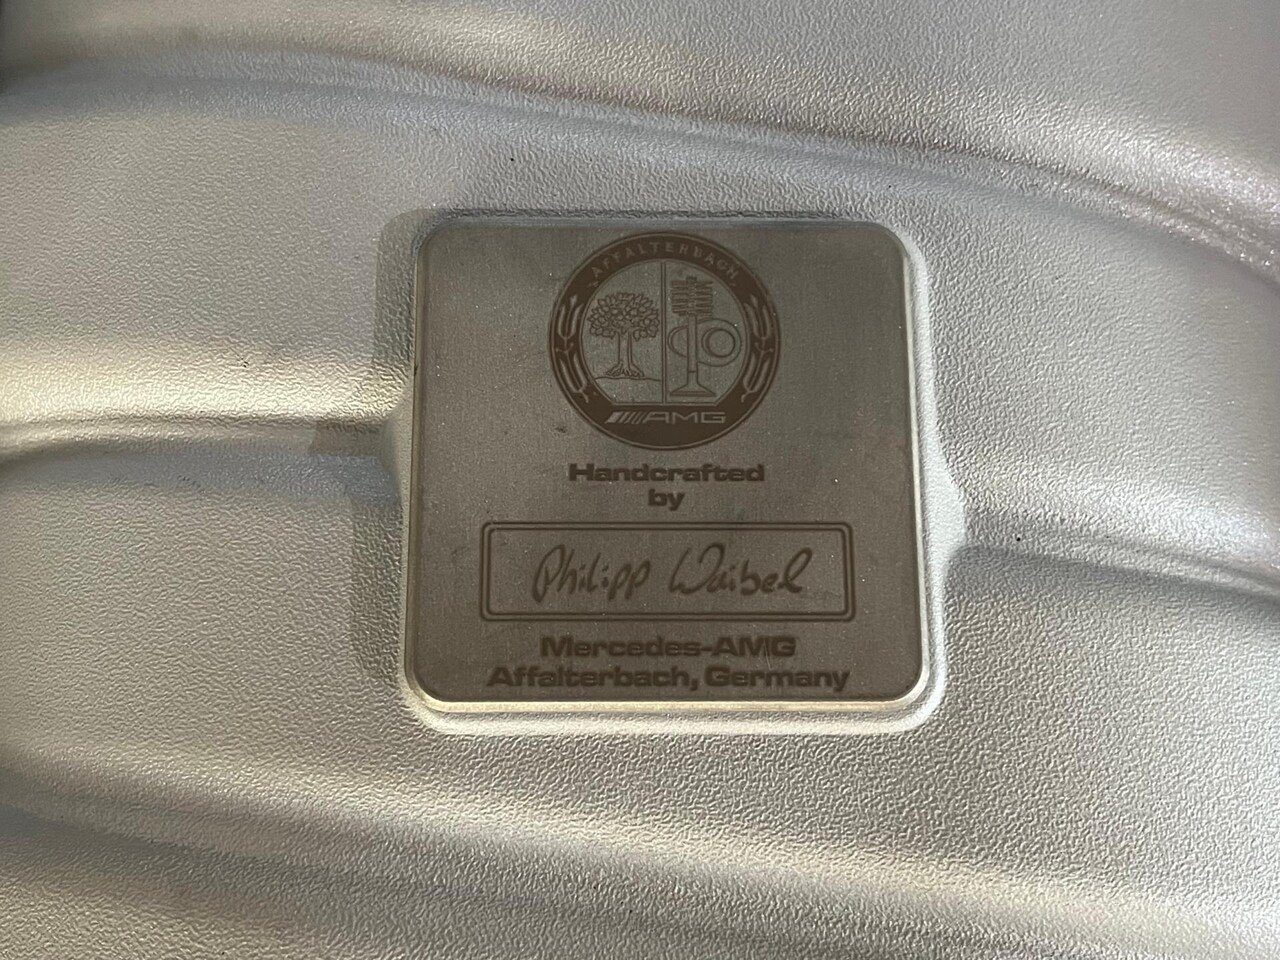 AFFALTERBACH
AMG
Handcrafted
by
Philipp Waibel
Mercedes-AMG
Affalterbach, Germany